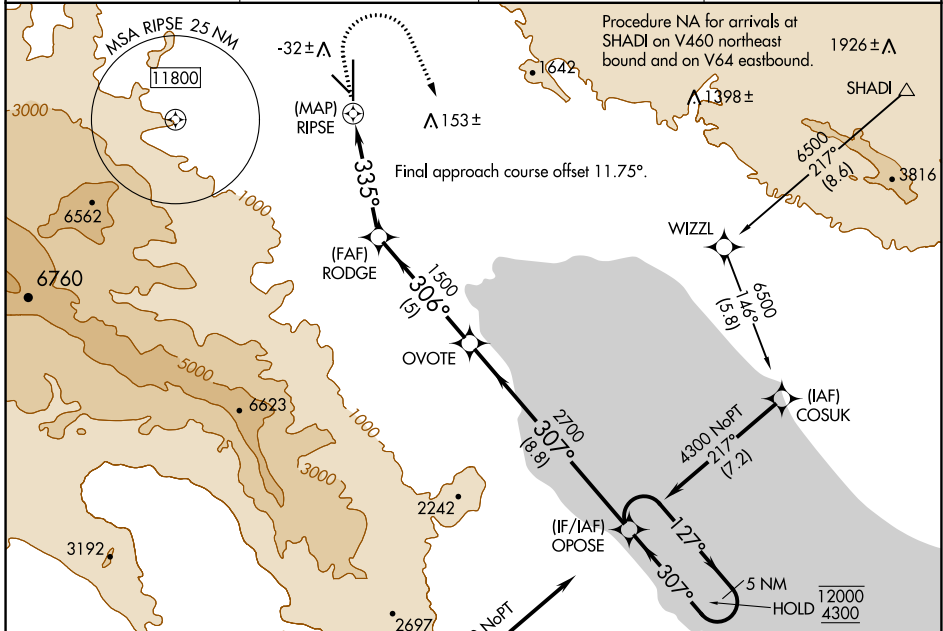 MSA RIPSE 25 NM
11800
-32±
(MAP)
RIPSE
153±
Procedure NA for arrivals at
SHADI on V460 northeast
bound and on V64 eastbound.
1926±
1642
1398±
SHADI
6500
217°
(8.6)
3816
3000
335°
Final approach course offset 11.75°.
1000
6562
WIZZL
(FAF)
RODGE
1500
306°
(5)
6760
6500
146°
(5.8)
OVOTE
5000
6623
1000
(IAF)
COSUK
2700
307°
(8.8)
4300 NoPT
217°
(7.2)
3000
2242
(IF/IAF)
OPOSE
127°
307°
3192
5 NM
HOLD
12000
4300
2697
NoPT